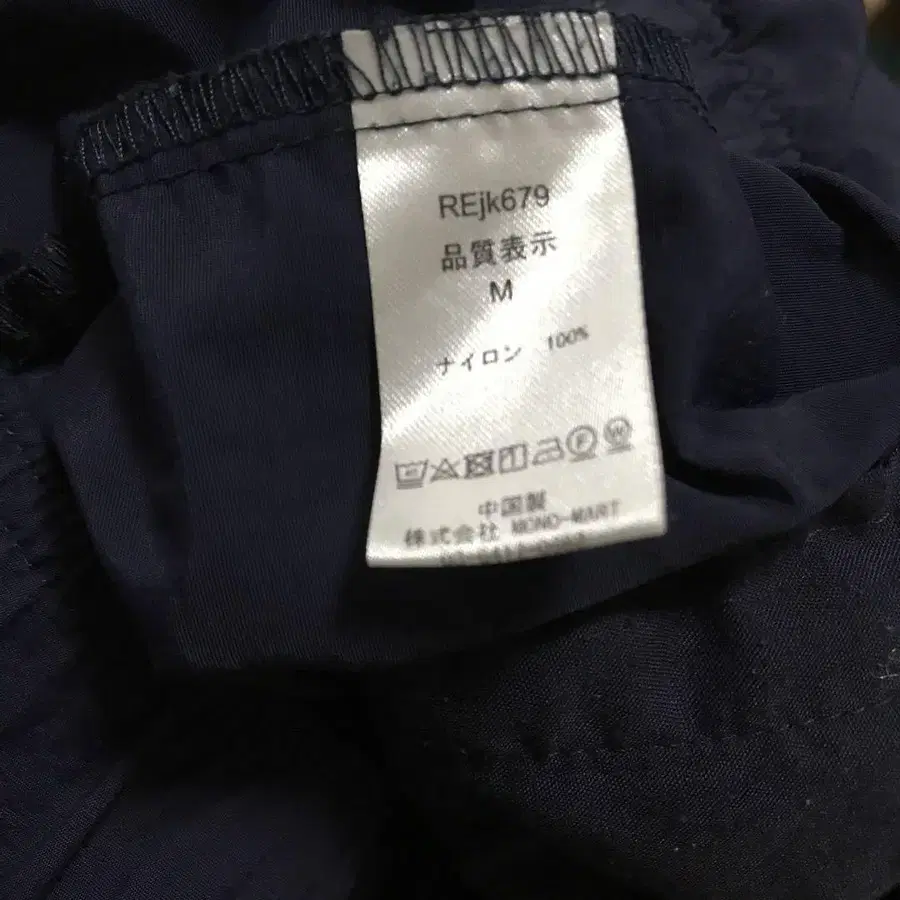 REjk679
品質表示
M
ナイロン 100%
F W
中国製
株式会社 MONO-MART